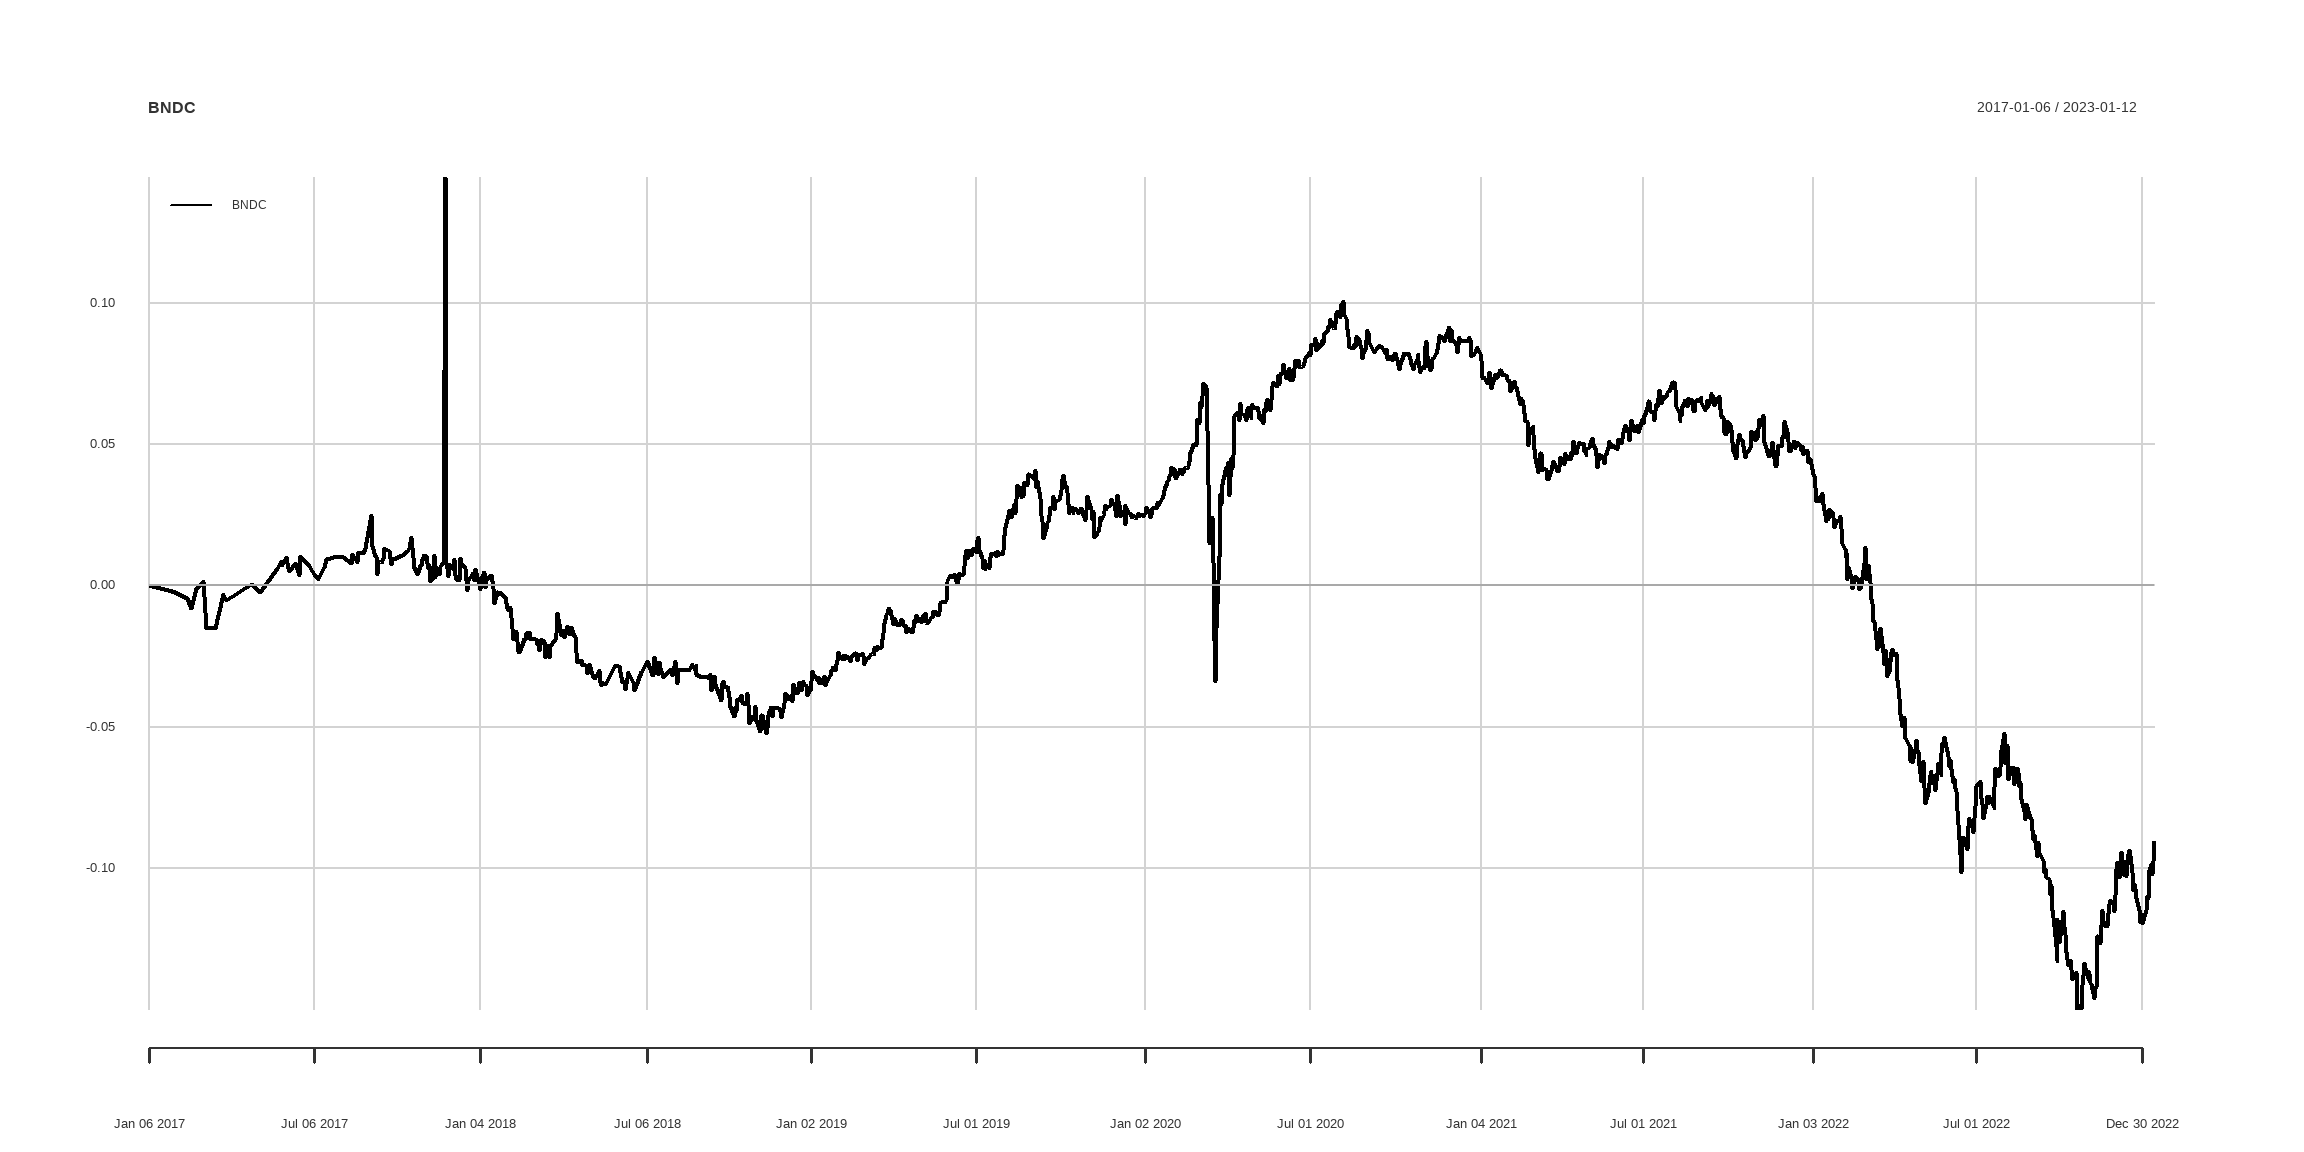 BNDC
2017-01-06 / 2023-01-12
BNDC
0.10
0.05
0.00
-0.05
-0.10
Jan 06 2017
Jul 06 2017
Jan 04 2018
Jul 06 2018
Jan 02 2019
Jul 01 2019
Jan 02 2020
Jul 01 2020
Jan 04 2021
Jul 01 2021
Jan 03 2022
Jul 01 2022
Dec 30 2022